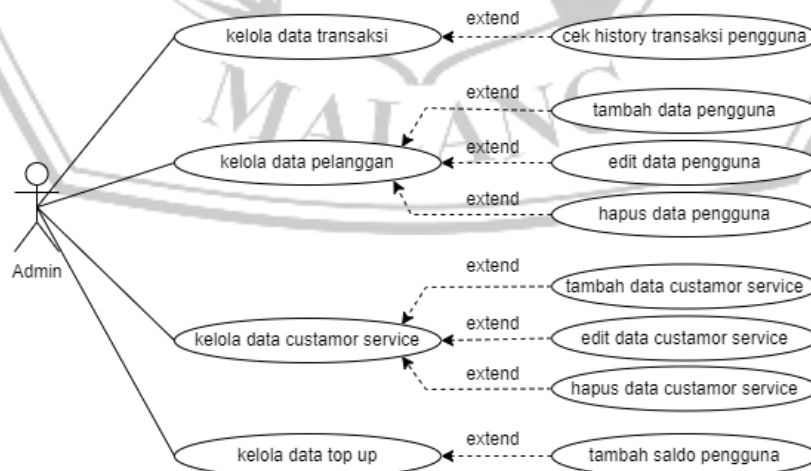 kelola data transaksi
extend
cek history transaksi pengguna
MALANG
extend
tambah data pengguna
kelola data pelanggan
extend
edit data pengguna
extend
hapus data pengguna
Admin
extend
tambah data custamor service
kelola data custamor service
extend
edit data custamor service
extend
hapus data custamor service
kelola data top up
extend
tambah saldo pengguna